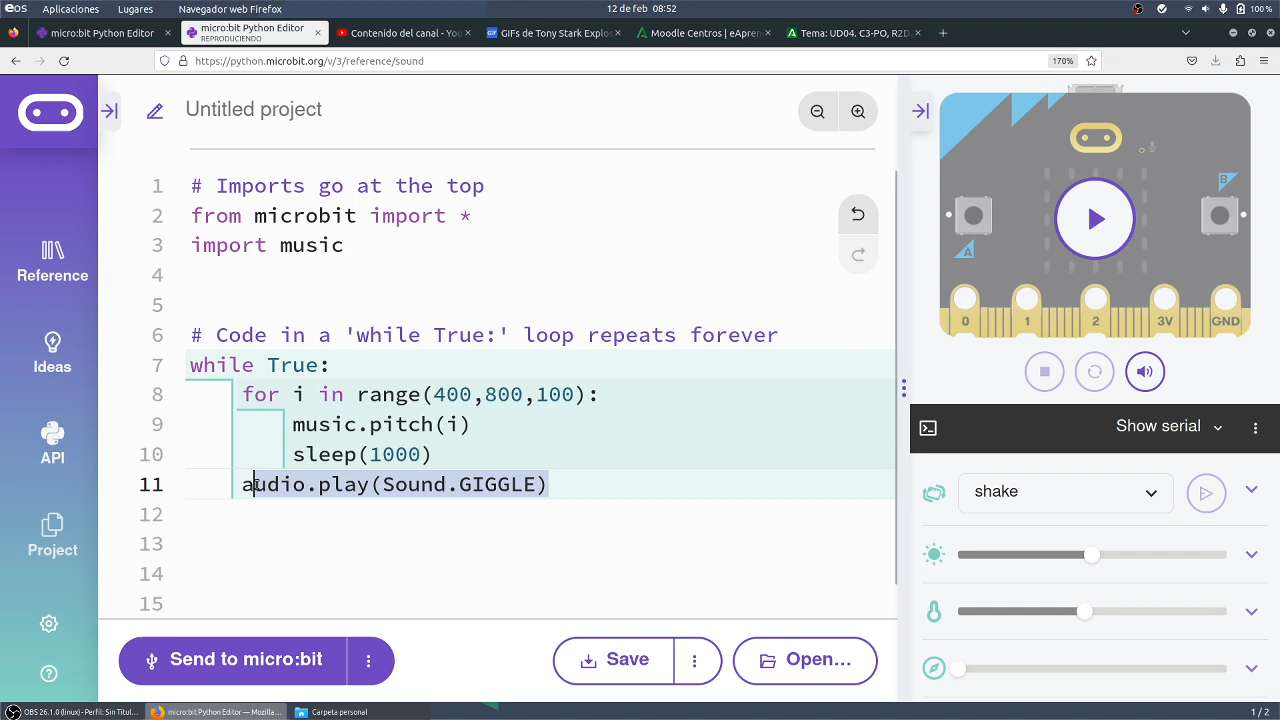 eos Aplicaciones Lugares Navegador web Firefox 12 de feb 08:52 100 %
micro:bit Python Editor × micro:bit Python Editor REPRODUCIENDO × Contenido del canal - You × GIFs de Tony Stark Explos × Moodle Centros | eApren × Tema: UD04. C3-PO, R2D × +
https://python.microbit.org/v/3/reference/sound 170%
Untitled project
1 # Imports go at the top
2 from microbit import *
3 import music
4
5
6 # Code in a 'while True:' loop repeats forever
7 while True:
8 for i in range(400,800,100):
9 music.pitch(i)
10 sleep(1000)
11 audio.play(Sound.GIGGLE)
12
13
14
15
Reference
Ideas
API
Project
Send to micro:bit
Save
Open...
A
B
0 1 2 3V GND
Show serial
shake
OBS 26.1.0 (linux) - Perfil: Sin Titul... micro:bit Python Editor — Mozilla... Carpeta personal 1 / 2